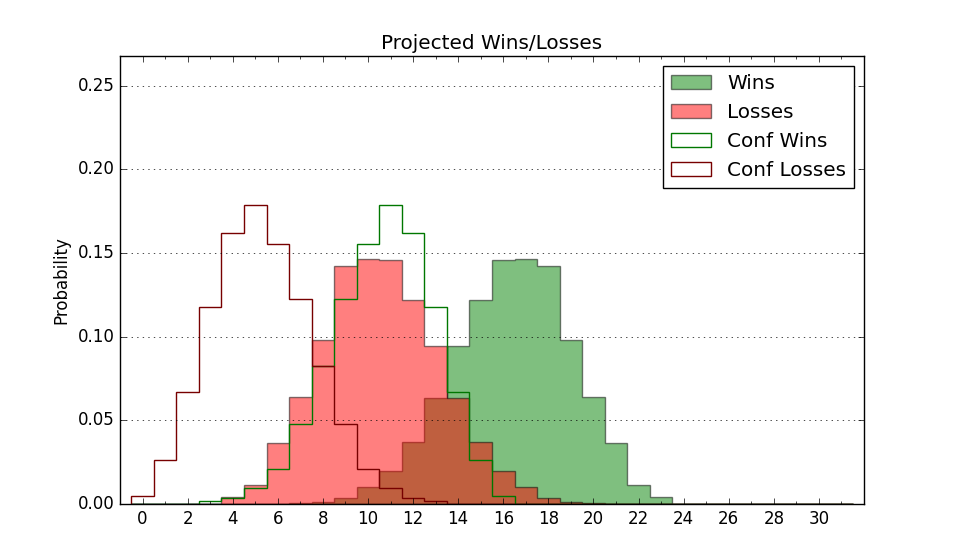 Projected Wins/Losses
Probability
0.25
0.20
0.15
0.10
0.05
0.00
0 2 4 6 8 10 12 14 16 18 20 22 24 26 28 30
Wins
Losses
Conf Wins
Conf Losses